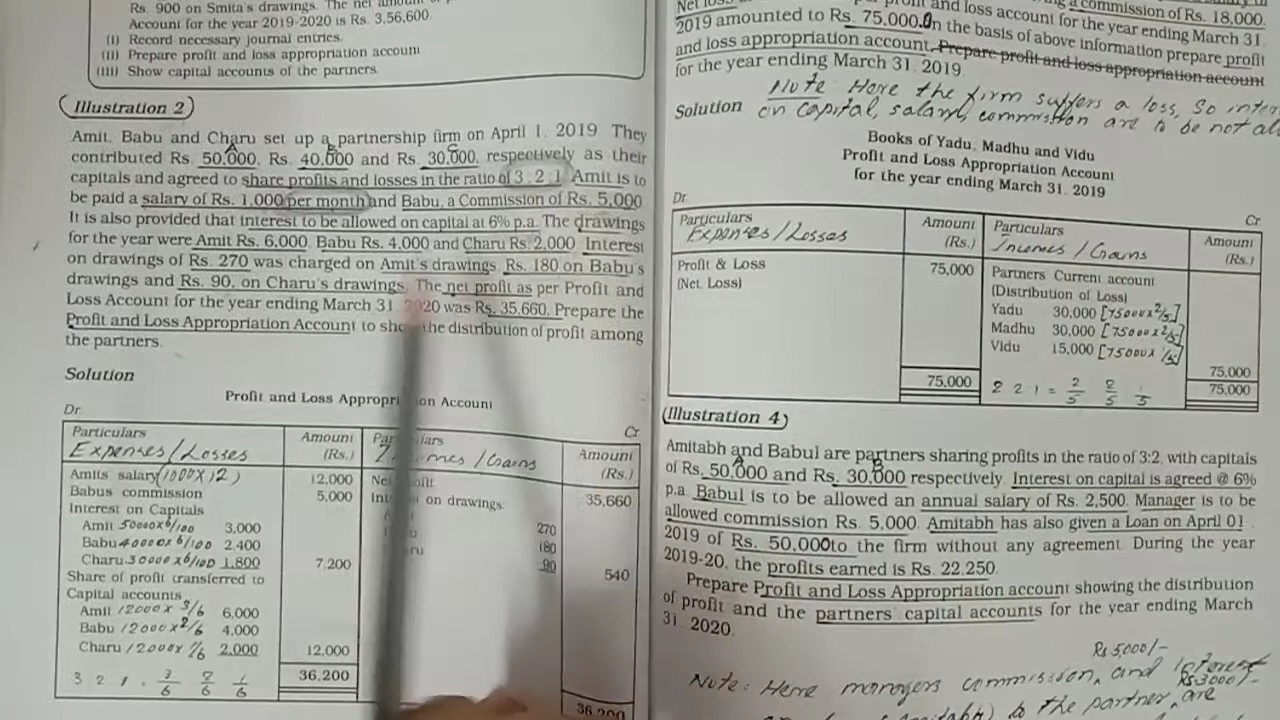 Rs. 900 on Smita's drawings. The net amount
Account for the year 2019-2020 is Rs. 3,56,600.
(I) Record necessary journal entries.
(II) Prepare profit and loss appropriation account
(III) Show capital accounts of the partners.
Illustration 2
Amit, Babu and Charu set up a partnership firm on April 1, 2019. They
contributed Rs. 50,000, Rs. 40,000 and Rs. 30,000, respectively as their
capitals and agreed to share profits and losses in the ratio of 3 : 2 : 1. Amit is to
be paid a salary of Rs. 1,000 per month and Babu, a Commission of Rs. 5,000.
It is also provided that interest to be allowed on capital at 6% p.a. The drawings
for the year were Amit Rs. 6,000, Babu Rs. 4,000 and Charu Rs. 2,000. Interest
on drawings of Rs. 270 was charged on Amit's drawings, Rs. 180 on Babu's
drawings and Rs. 90, on Charu's drawings. The net profit as per Profit and
Loss Account for the year ending March 31, 2020 was Rs. 35,660. Prepare the
Profit and Loss Appropriation Account to show the distribution of profit among
the partners.
Solution
Profit and Loss Appropriation Account
Dr. Cr.
Particulars Amount Particulars Amount
Expenses/Losses (Rs.) Incomes/Gains (Rs.)
Amits salary (1000×12) 12,000 Net 35,660
Babus commission 5,000 on drawings:
Interest on Capitals
Amit 50000×6/100 3,000 270
Babu 40000×6/100 2,400 180
Charu 30000×6/100 1,800 7,200 90 540
Share of profit transferred to
Capital accounts
Amit 12000× 3/6 6,000
Babu 12000×2/6 4,000
Charu 12000× 1/6 2,000 12,000
3 2 1 . 3/6 2/6 1/6 36,200 36,200
Net loss commission of Rs. 18,000.
and loss account for the year ending March 31,
2019 amounted to Rs. 75,000. On the basis of above information prepare profit
and loss appropriation account. Prepare profit and loss appropriation account
for the year ending March 31, 2019.
Note: Here the firm suffers a loss, so
Solution on capital, salary, commission are to be not
Books of Yadu, Madhu and Vidu
Profit and Loss Appropriation Account
for the year ending March 31, 2019
Dr. Cr.
Particulars Amount Particulars Amount
Expenses/Losses (Rs.) Incomes/Gains (Rs.)
Profit & Loss 75,000 Partners Current account
(Net Loss) (Distribution of Loss)
Yadu 30,000 [75000×2/5]
Madhu 30,000 [75000×2/5]
Vidu 15,000 [75000× 1/5] 75,000
75,000 2 2 1 = 2/5 2/5 1/5 75,000
Illustration 4
Amitabh and Babul are partners sharing profits in the ratio of 3:2, with capitals
of Rs. 50,000 and Rs. 30,000 respectively. Interest on capital is agreed @ 6%
p.a. Babul is to be allowed an annual salary of Rs. 2,500. Manager is to be
allowed commission Rs. 5,000. Amitabh has also given a Loan on April 01,
2019 of Rs. 50,000 to the firm without any agreement. During the year
2019-20, the profits earned is Rs. 22,250.
Prepare Profit and Loss Appropriation account showing the distribution
of profit and the partners' capital accounts for the year ending March
31, 2020.
Rs 5000/-
Note: Here managers commission, and interest
Rs 3000/-
to the partner, are